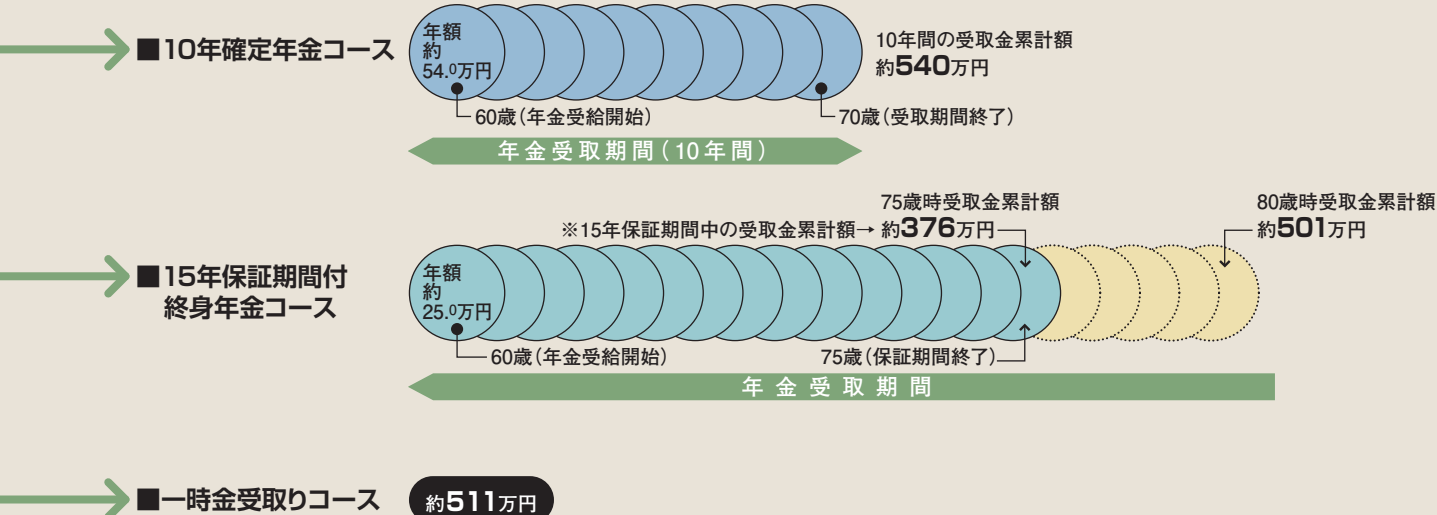 ■10年確定年金コース
年額
約
54.0万円
10年間の受取金累計額
約540万円
60歳（年金受給開始）
70歳（受取期間終了）
年金受取期間（10年間）
■15年保証期間付
終身年金コース
年額
約
25.0万円
※15年保証期間中の受取金累計額→
75歳時受取金累計額
約376万円
80歳時受取金累計額
約501万円
60歳（年金受給開始）
75歳（保証期間終了）
年金受取期間
■一時金受取りコース
約511万円